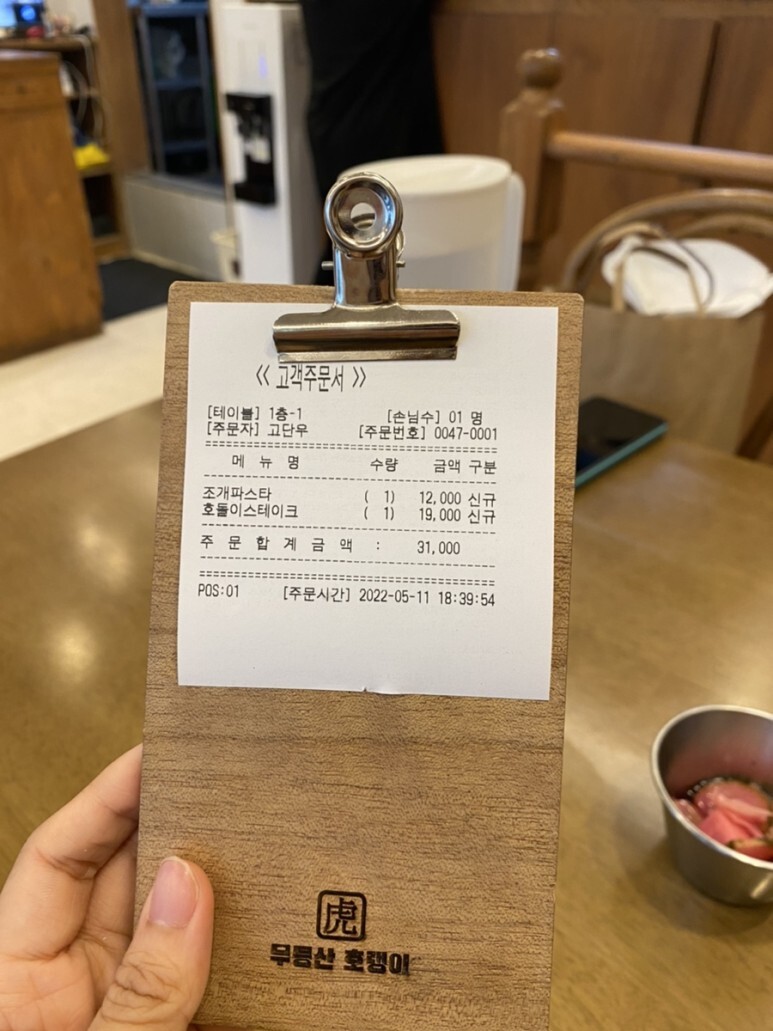 << 고객주문서 >>
[테이블] 1층-1 [손님수] 01 명
[주문자] 고단우 [주문번호] 0047-0001
================================================
메 뉴 명 수량 금액 구분
------------------------------------------------
조개파스타 ( 1) 12,000 신규
호돌이스테이크 ( 1) 19,000 신규
------------------------------------------------
주 문 합 계 금 액 : 31,000
------------------------------------------------
================================================
POS:01 [주문시간] 2022-05-11 18:39:54
虎
무등산 호랭이